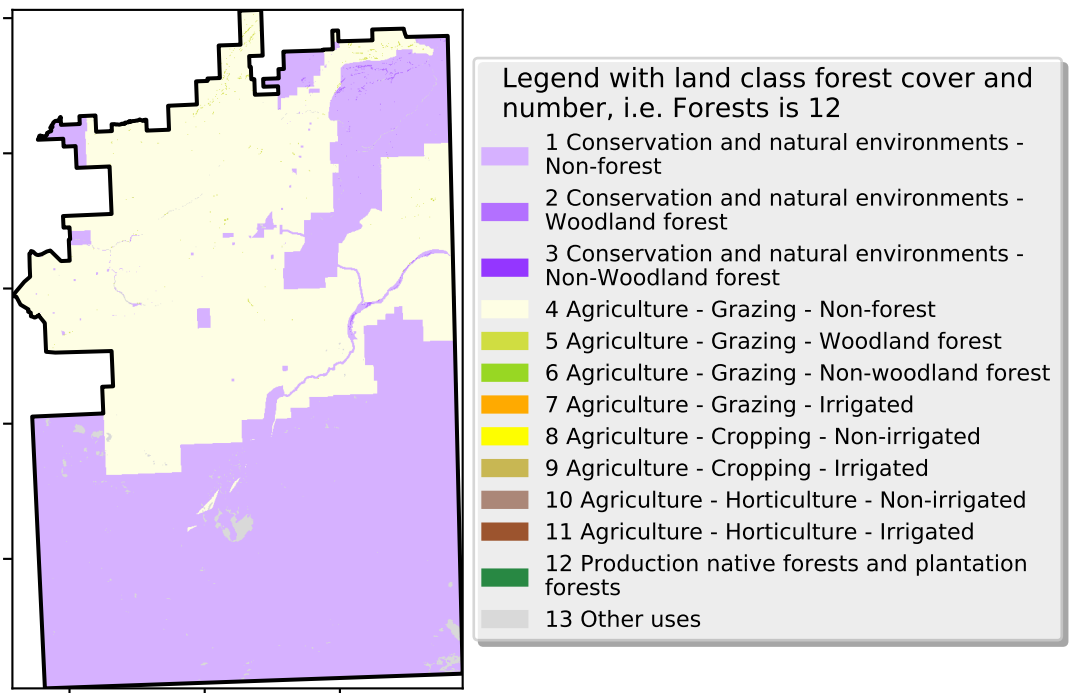 Legend with land class forest cover and
number, i.e. Forests is 12
1 Conservation and natural environments -
Non-forest
2 Conservation and natural environments -
Woodland forest
3 Conservation and natural environments -
Non-Woodland forest
4 Agriculture - Grazing - Non-forest
5 Agriculture - Grazing - Woodland forest
6 Agriculture - Grazing - Non-woodland forest
7 Agriculture - Grazing - Irrigated
8 Agriculture - Cropping - Non-irrigated
9 Agriculture - Cropping - Irrigated
10 Agriculture - Horticulture - Non-irrigated
11 Agriculture - Horticulture - Irrigated
12 Production native forests and plantation
forests
13 Other uses